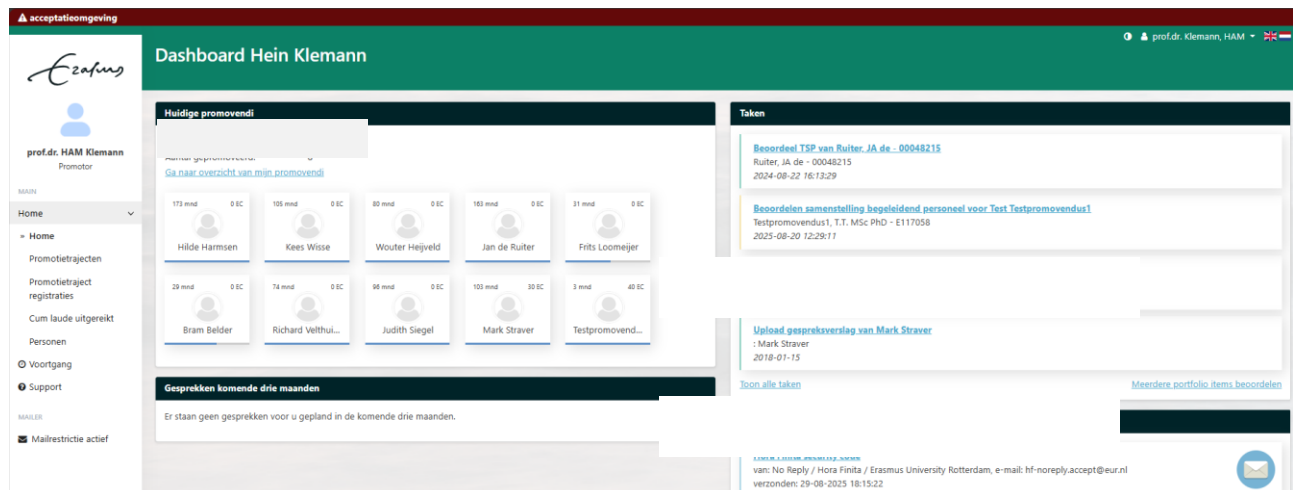 acceptatieomgeving
prof.dr. Klemann, HAM
Erasmus
Dashboard Hein Klemann
prof.dr. HAM Klemann
Promotor
MAIN
Home
» Home
Promotietrajecten
Promotietraject
registraties
Cum laude uitgereikt
Personen
Voortgang
Support
MAILER
Mailrestrictie actief
Huidige promovendi
Aantal gepromoveerd:
Ga naar overzicht van mijn promovendi
173 mnd 0 EC
Hilde Harmsen
105 mnd 0 EC
Kees Wisse
80 mnd 0 EC
Wouter Heijveld
163 mnd 0 EC
Jan de Ruiter
31 mnd 0 EC
Frits Loomeijer
29 mnd 0 EC
Bram Belder
74 mnd 0 EC
Richard Velthui...
96 mnd 0 EC
Judith Siegel
103 mnd 30 EC
Mark Straver
3 mnd 40 EC
Testpromovend...
Gesprekken komende drie maanden
Er staan geen gesprekken voor u gepland in de komende drie maanden.
Taken
Beoordeel TSP van Ruiter, JA de - 00048215
Ruiter, JA de - 00048215
2024-08-22 16:13:29
Beoordelen samenstelling begeleidend personeel voor Test Testpromovendus1
Testpromovendus1, T.T. MSc PhD - E117058
2025-08-20 12:29:11
Upload gespreksverslag van Mark Straver
: Mark Straver
2018-01-15
Toon alle taken
Meerdere portfolio items beoordelen
Hora Finita security code
van: No Reply / Hora Finita / Erasmus University Rotterdam, e-mail: hf-noreply.accept@eur.nl
verzonden: 29-08-2025 18:15:22